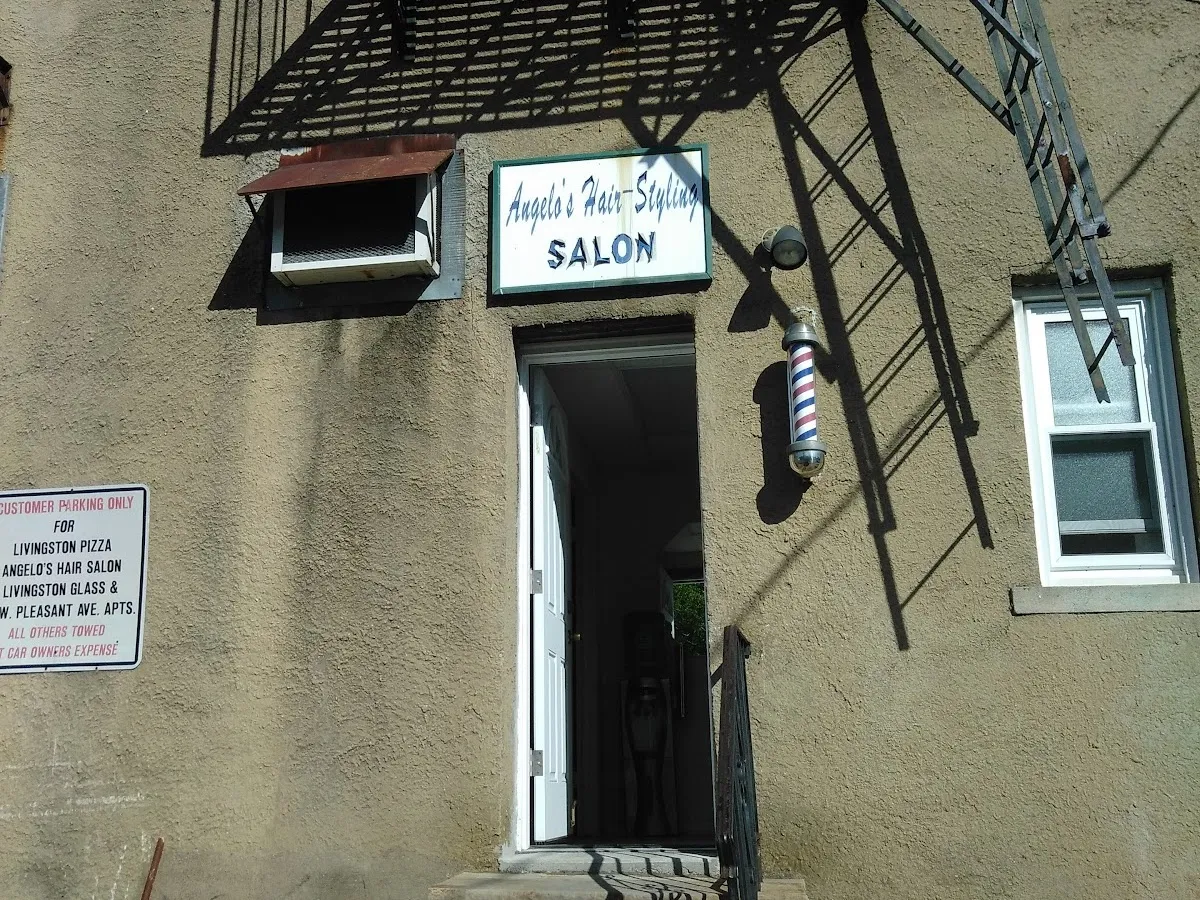 Angelo's Hair-Styling
SALON
CUSTOMER PARKING ONLY
FOR
LIVINGSTON PIZZA
ANGELO'S HAIR SALON
LIVINGSTON GLASS &
W. PLEASANT AVE. APTS.
ALL OTHERS TOWED
T CAR OWNERS EXPENSE